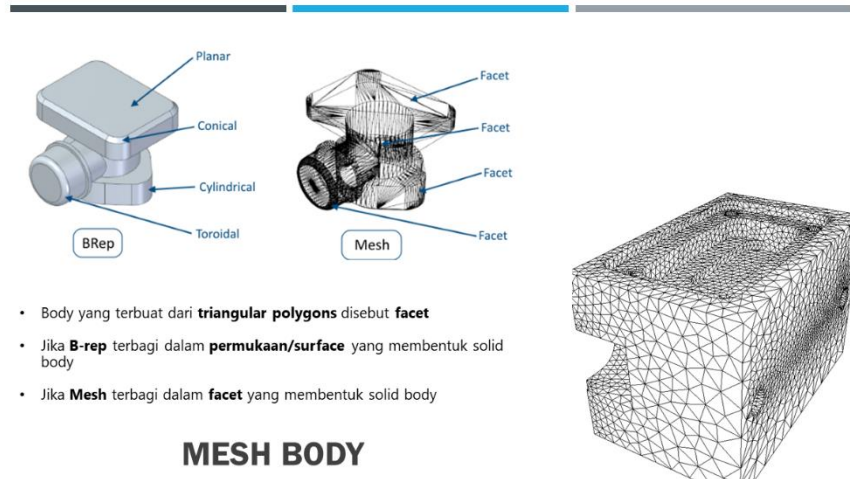 Planar
Conical
Cylindrical
Toroidal
BRep
Facet
Facet
Facet
Facet
Mesh
• Body yang terbuat dari triangular polygons disebut facet
• Jika B-rep terbagi dalam permukaan/surface yang membentuk solid
body
• Jika Mesh terbagi dalam facet yang membentuk solid body
MESH BODY